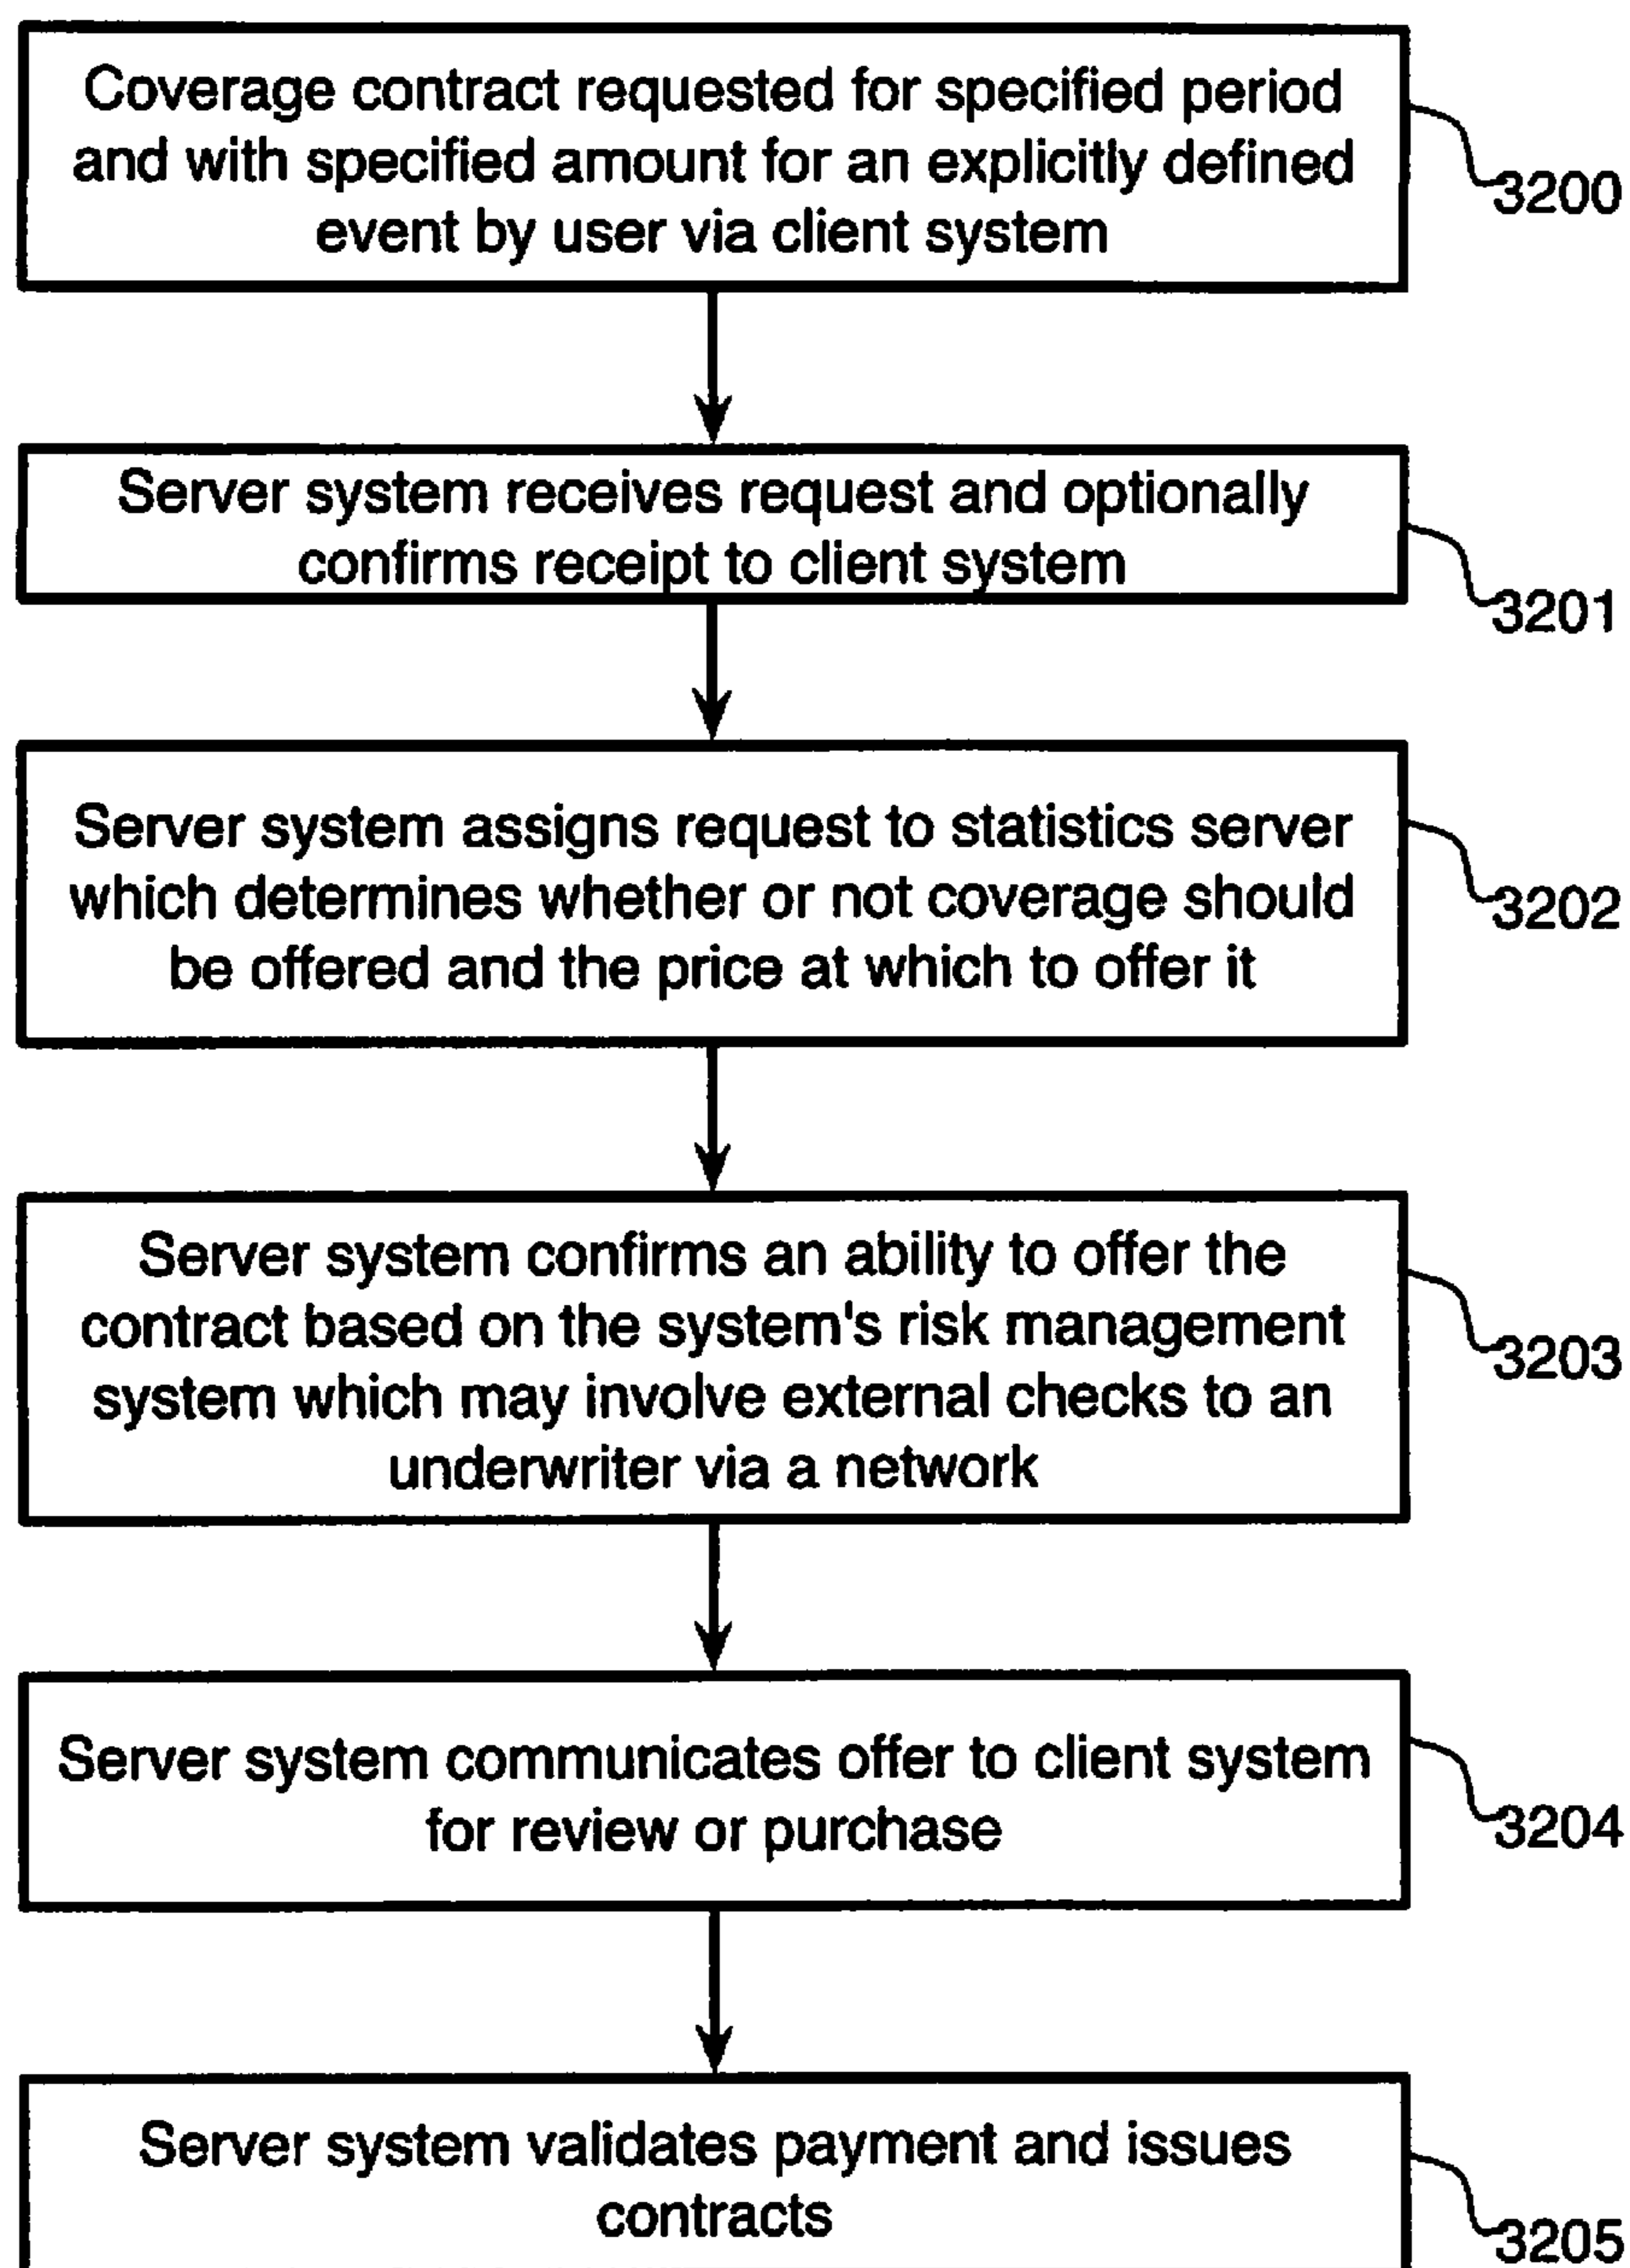 Coverage contract requested for specified period
and with specified amount for an explicitly defined
event by user via client system
3200
Server system receives request and optionally
confirms receipt to client system
3201
Server system assigns request to statistics server
which determines whether or not coverage should
be offered and the price at which to offer it
3202
Server system confirms an ability to offer the
contract based on the system's risk management
system which may involve external checks to an
underwriter via a network
3203
Server system communicates offer to client system
for review or purchase
3204
Server system validates payment and issues
contracts
3205